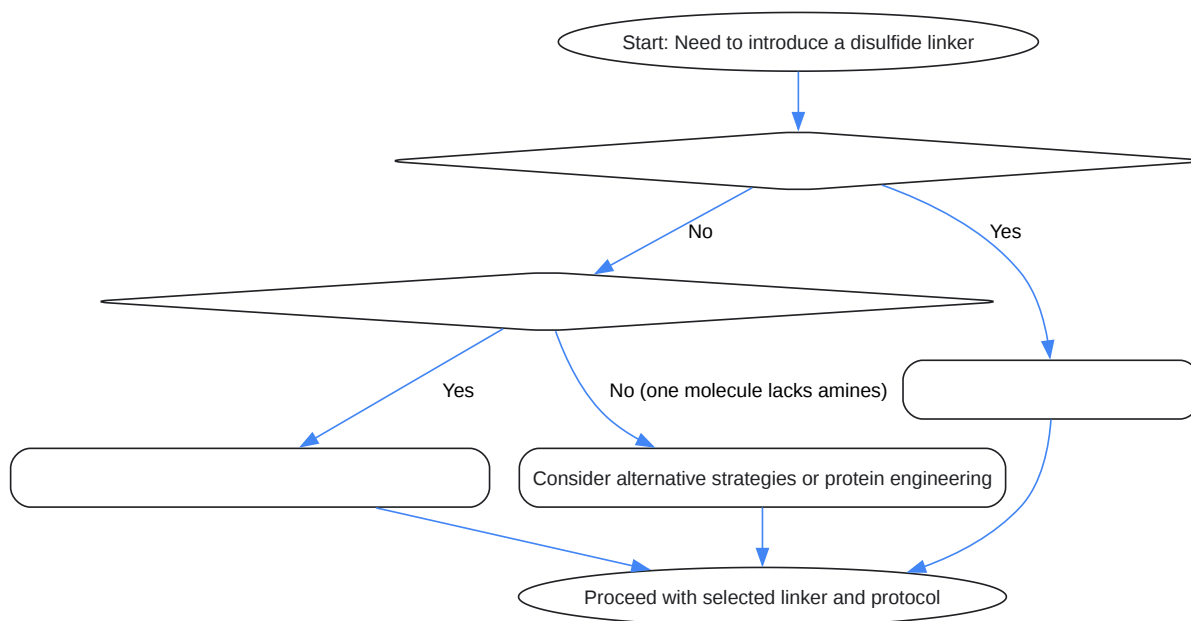 Start: Need to introduce a disulfide linker
No
Yes
Yes
No (one molecule lacks amines)
Consider alternative strategies or protein engineering
Proceed with selected linker and protocol